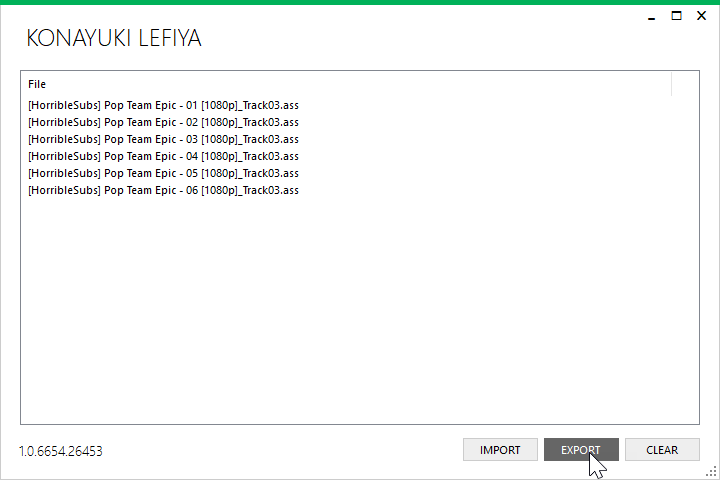 KONAYUKI LEFIYA
File
[HorribleSubs] Pop Team Epic - 01 [1080p]_Track03.ass
[HorribleSubs] Pop Team Epic - 02 [1080p]_Track03.ass
[HorribleSubs] Pop Team Epic - 03 [1080p]_Track03.ass
[HorribleSubs] Pop Team Epic - 04 [1080p]_Track03.ass
[HorribleSubs] Pop Team Epic - 05 [1080p]_Track03.ass
[HorribleSubs] Pop Team Epic - 06 [1080p]_Track03.ass
1.0.6654.26453 IMPORT EXPORT CLEAR